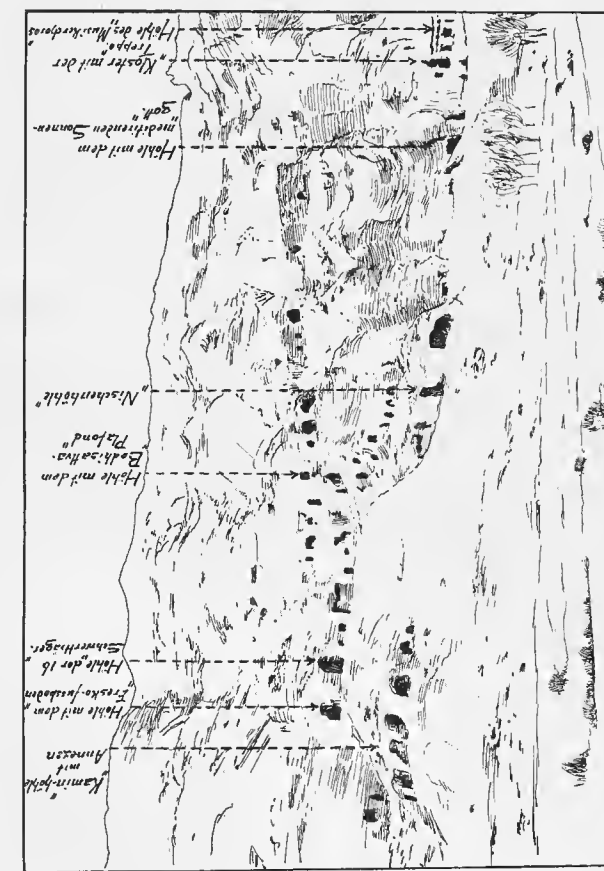 „Kamin-höhle"
mit
Annexen
Höhle mit dem
„Fresko-fussboden"
Höhle „der 16
Schwertträger."
Höhle mit dem
„Bodhisattva-
Plafond"
„Nischenhöhle"
Höhle mit dem
„meditirenden Sonnen-
gott"
„Kloster mit der
Treppe"
Höhle des „Musikerchors"